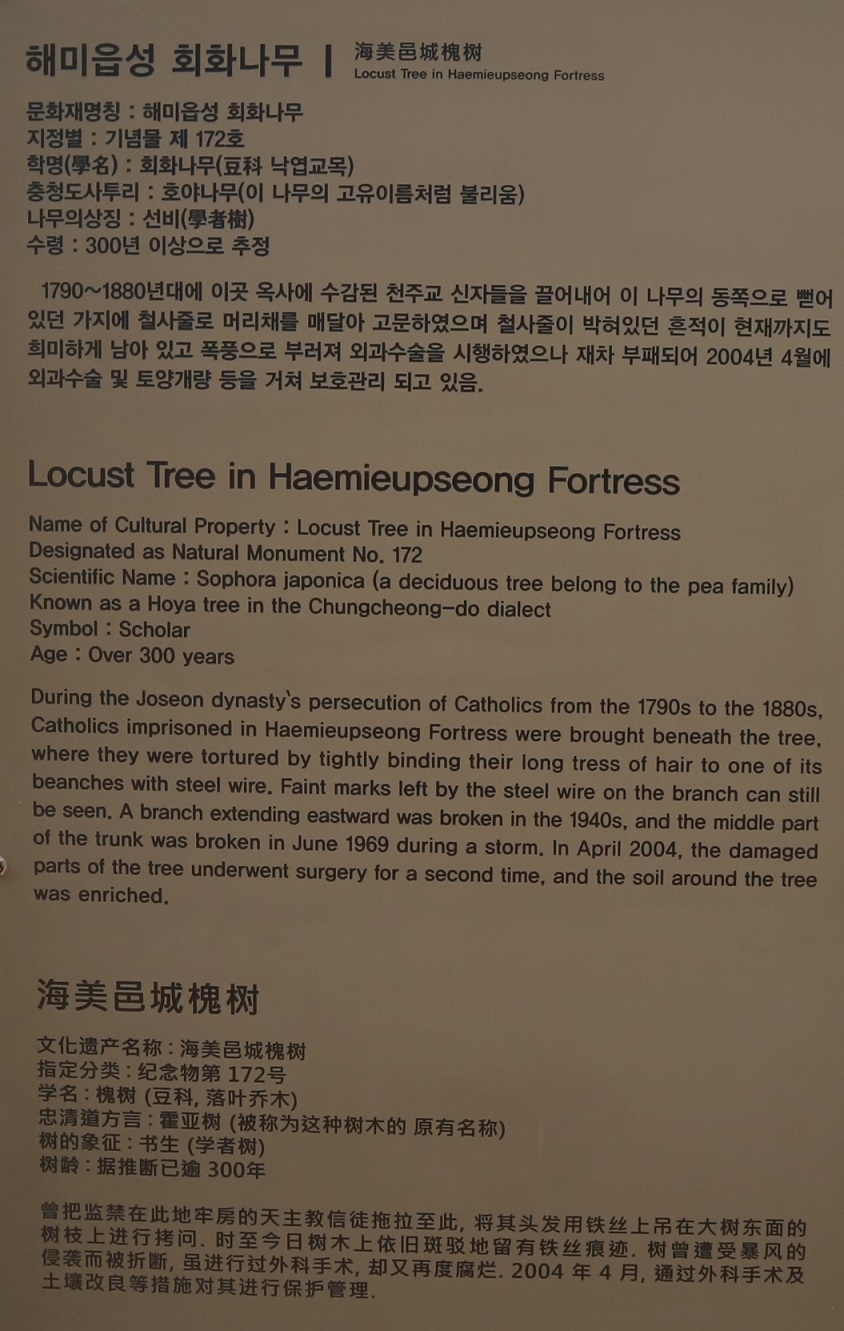 해미읍성 회화나무 | 海美邑城槐树
Locust Tree in Haemieupseong Fortress
문화재명칭 : 해미읍성 회화나무
지정별 : 기념물 제 172호
학명(學名) : 회화나무(豆科 낙엽교목)
충청도사투리 : 호야나무(이 나무의 고유이름처럼 불리움)
나무의상징 : 선비(學者樹)
수령 : 300년 이상으로 추정
1790~1880년대에 이곳 옥사에 수감된 천주교 신자들을 끌어내어 이 나무의 동쪽으로 뻗어
있던 가지에 철사줄로 머리채를 매달아 고문하였으며 철사줄이 박혀있던 흔적이 현재까지도
희미하게 남아 있고 폭풍으로 부러져 외과수술을 시행하였으나 재차 부패되어 2004년 4월에
외과수술 및 토양개량 등을 거쳐 보호관리 되고 있음.
Locust Tree in Haemieupseong Fortress
Name of Cultural Property : Locust Tree in Haemieupseong Fortress
Designated as Natural Monument No. 172
Scientific Name : Sophora japonica (a deciduous tree belong to the pea family)
Known as a Hoya tree in the Chungcheong-do dialect
Symbol : Scholar
Age : Over 300 years
During the Joseon dynasty's persecution of Catholics from the 1790s to the 1880s,
Catholics imprisoned in Haemieupseong Fortress were brought beneath the tree,
where they were tortured by tightly binding their long tress of hair to one of its
beanches with steel wire. Faint marks left by the steel wire on the branch can still
be seen. A branch extending eastward was broken in the 1940s, and the middle part
of the trunk was broken in June 1969 during a storm. In April 2004, the damaged
parts of the tree underwent surgery for a second time, and the soil around the tree
was enriched.
海美邑城槐树
文化遗产名称 : 海美邑城槐树
指定分类 : 纪念物第 172号
学名 : 槐树 (豆科, 落叶乔木)
忠清道方言 : 霍亚树 (被称为这种树木的 原有名称)
树的象征 : 书生 (学者树)
树龄 : 据推断已逾 300年
曾把监禁在此地牢房的天主教信徒拖拉至此, 将其头发用铁丝上吊在大树东面的
树枝上进行拷问. 时至今日树木上依旧斑驳地留有铁丝痕迹. 树曾遭受暴风的
侵袭而被折断, 虽进行过外科手术, 却又再度腐烂. 2004 年 4 月, 通过外科手术及
土壤改良等措施对其进行保护管理.